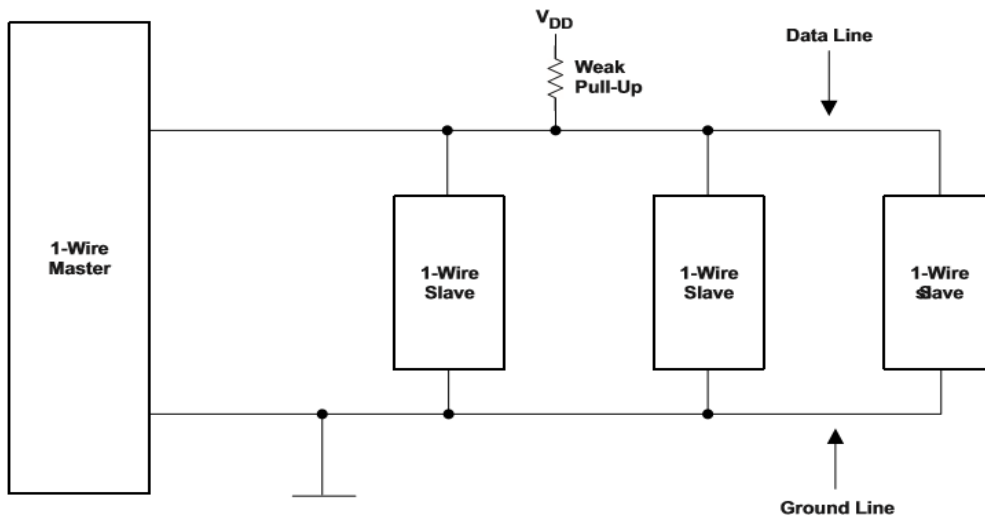 V_DD
Weak
Pull-Up
Data Line
1-Wire
Master
1-Wire
Slave
1-Wire
Slave
1-Wire
Slave
Ground Line